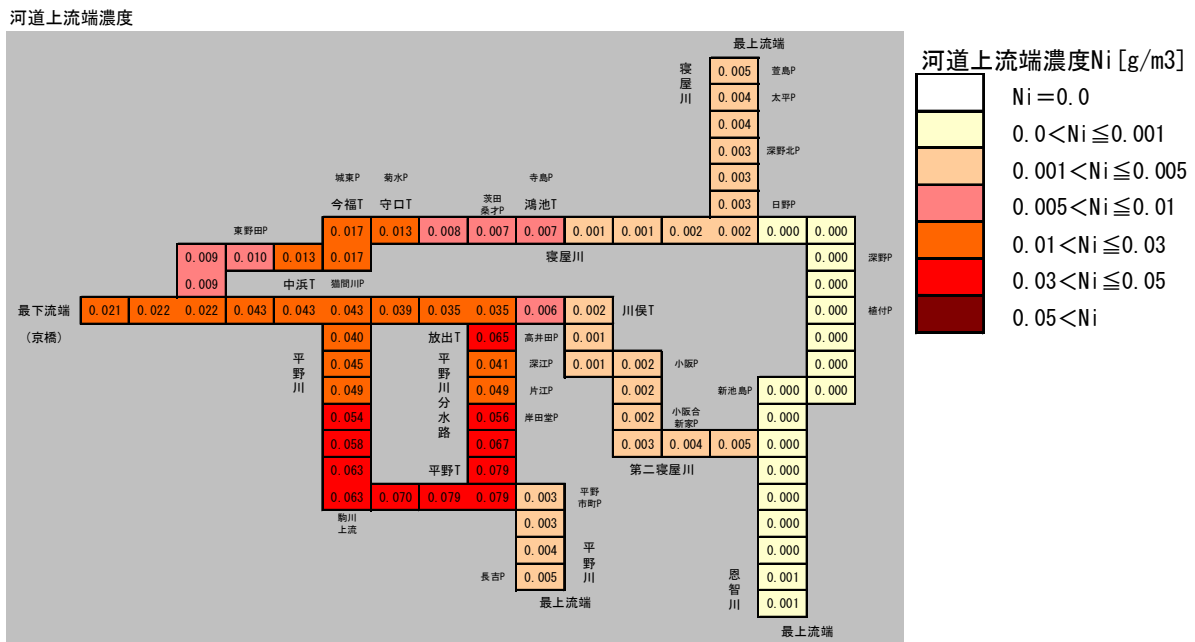 河道上流端濃度
最上流端
寝屋川
0.005 萱島P
0.004 太平P
0.004
0.003 深野北P
0.003
0.003 日野P
城東P 菊水P 寺島P
今福T 守口T 茨田桑才P 鴻池T
東野田P
0.017 0.013 0.008 0.007 0.007 0.001 0.001 0.002 0.002 0.000 0.000
0.009 0.010 0.013 0.017 寝屋川 0.000 深野P
0.009 中浜T 猫間川P 0.000
最下流端 0.021 0.022 0.022 0.043 0.043 0.043 0.039 0.035 0.035 0.006 0.002 川俣T 0.000 植付P
(京橋) 0.040 放出T 0.065 高井田P 0.001 0.000
平野川 0.045 平野川分水路 0.041 深江P 0.001 0.002 小阪P 0.000
0.049 0.049 片江P 0.002 新池島P 0.000 0.000
0.054 0.056 岸田堂P 0.002 小阪合新家P 0.000
0.058 0.067 0.003 0.004 0.005 0.000
0.063 平野T 0.079 第二寝屋川 0.000
0.063 0.070 0.079 0.079 0.003 平野市町P 0.000
駒川上流 0.003 0.000
0.004 平野川 0.000
長吉P 0.005 恩智川 0.001
最上流端 0.001
最上流端
河道上流端濃度Ni[g/m3]
Ni=0.0
0.0<Ni≦0.001
0.001<Ni≦0.005
0.005<Ni≦0.01
0.01<Ni≦0.03
0.03<Ni≦0.05
0.05<Ni